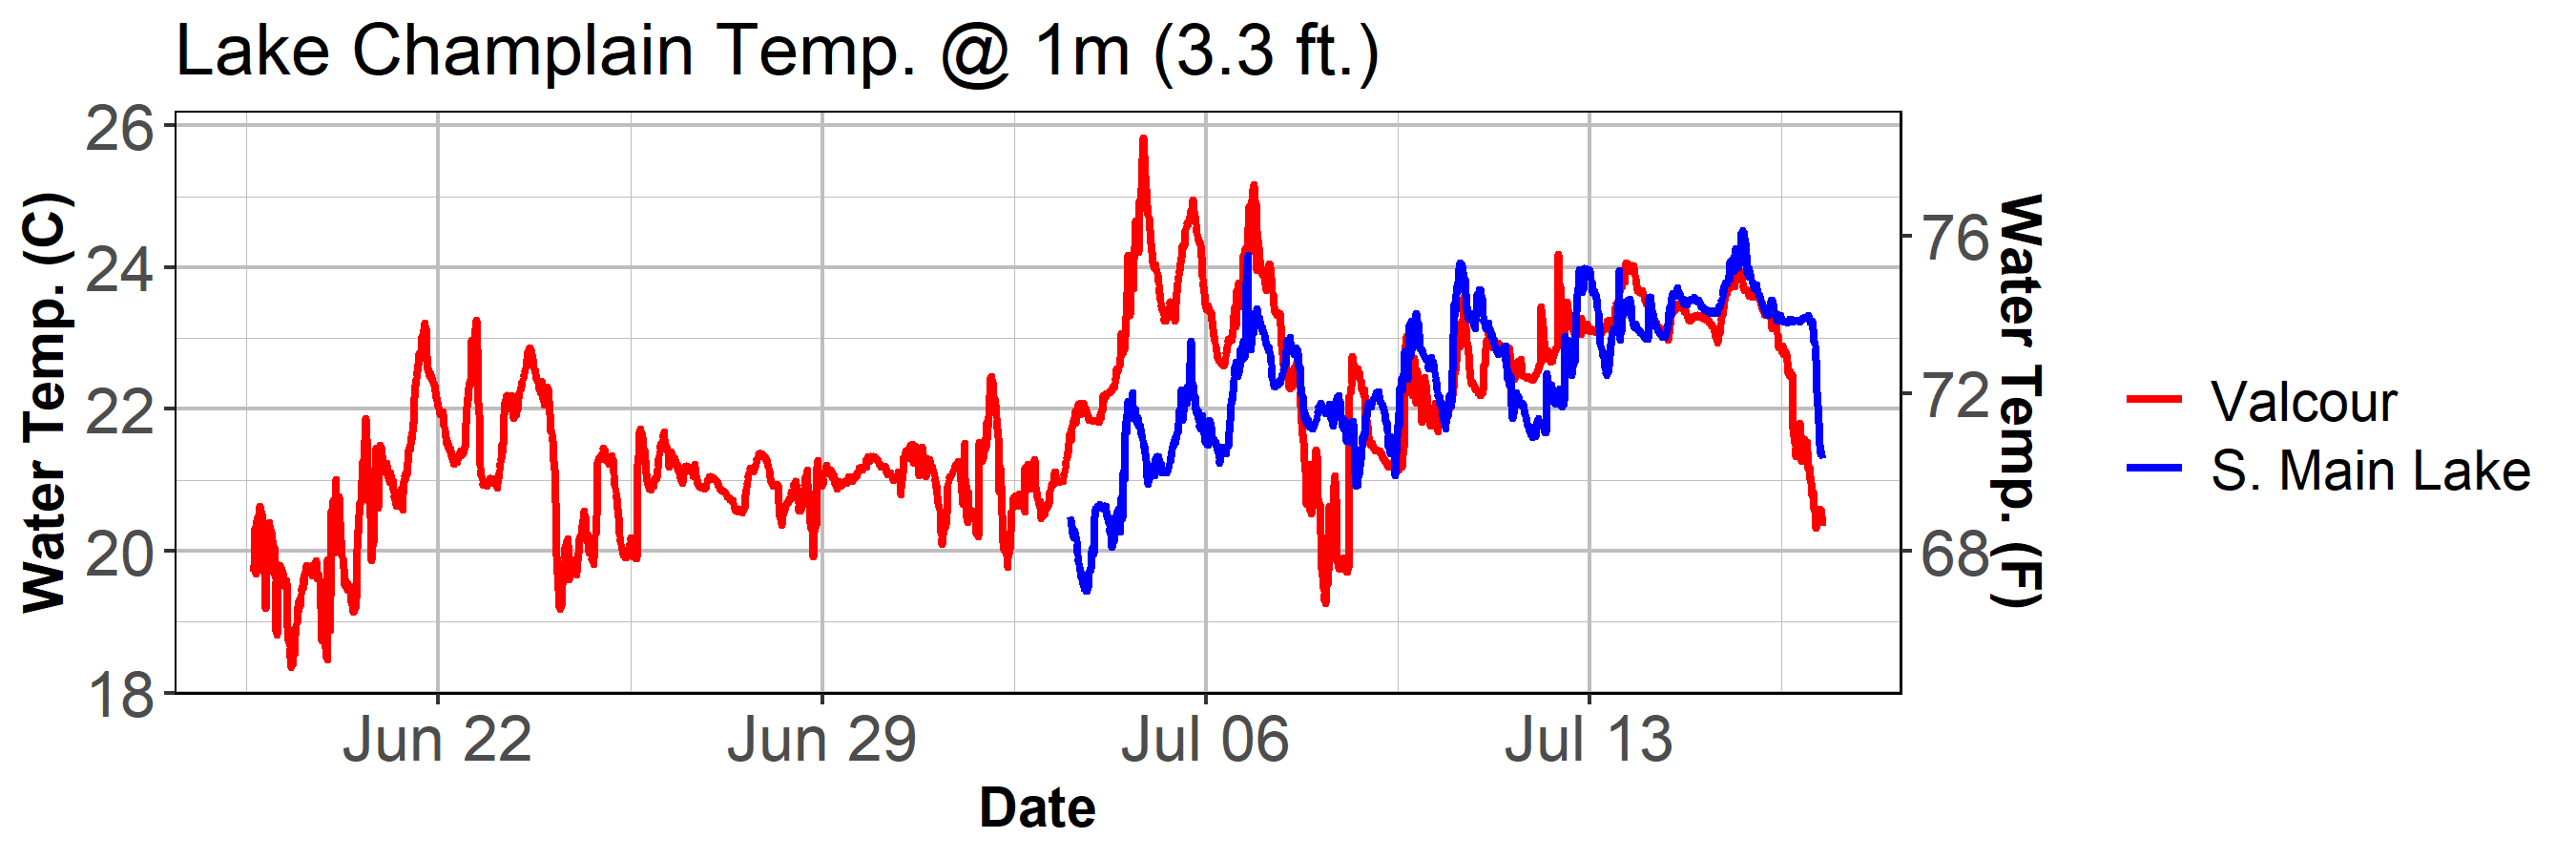 Lake Champlain Temp. @ 1m (3.3 ft.)
Water Temp. (C)
26
24
22
20
18
Jun 22
Jun 29
Jul 06
Jul 13
Date
76
72
68
Water Temp. (F)
Valcour
S. Main Lake